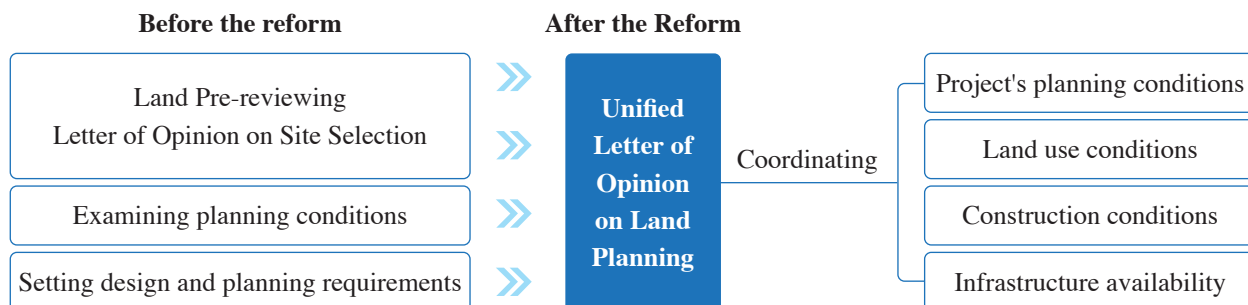 Before the reform
After the Reform
Land Pre-reviewing
Letter of Opinion on Site Selection
Examining planning conditions
Setting design and planning requirements
Unified
Letter of
Opinion
on Land
Planning
Coordinating
Project's planning conditions
Land use conditions
Construction conditions
Infrastructure availability